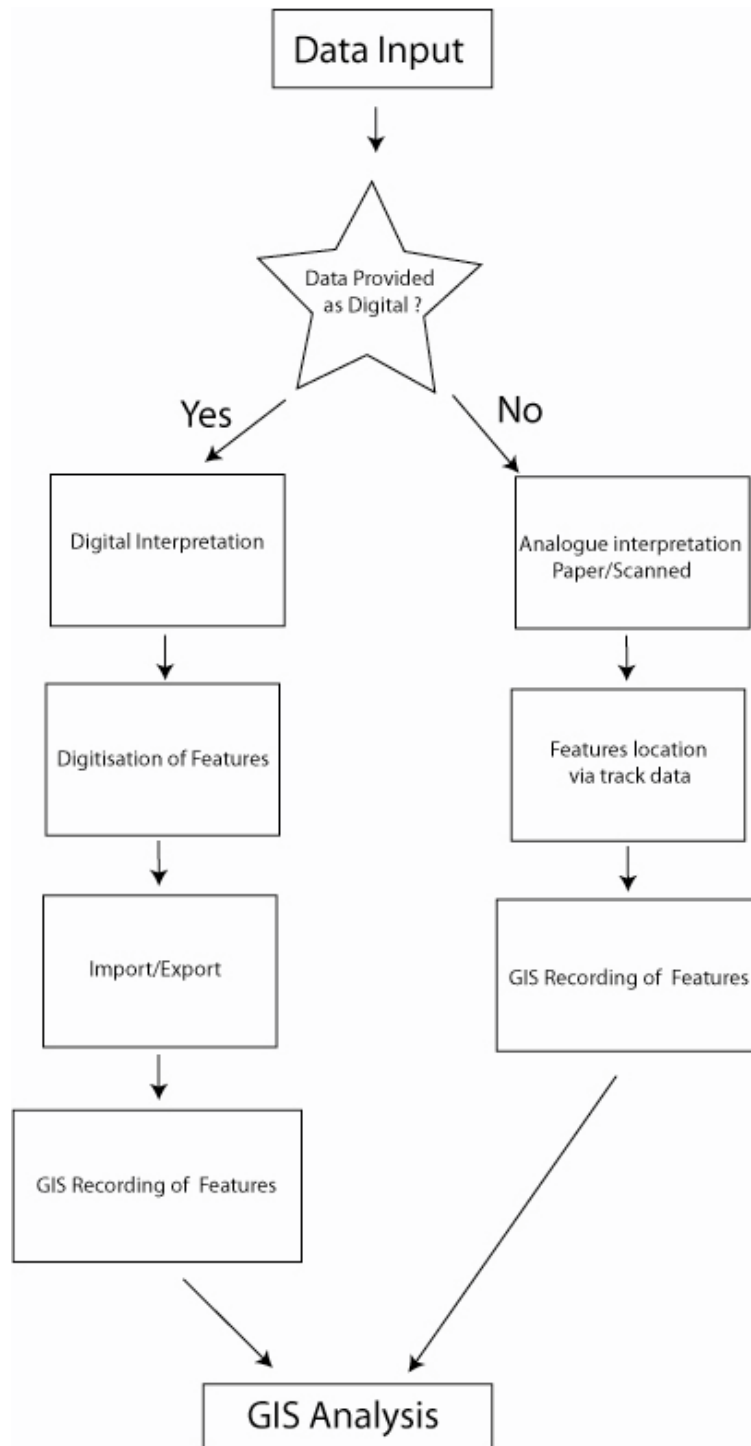 Data Input
Data Provided
as Digital ?
Yes
No
Digital Interpretation
Analogue interpretation
Paper/Scanned
Digitisation of Features
Features location
via track data
Import/Export
GIS Recording of Features
GIS Recording of Features
GIS Analysis